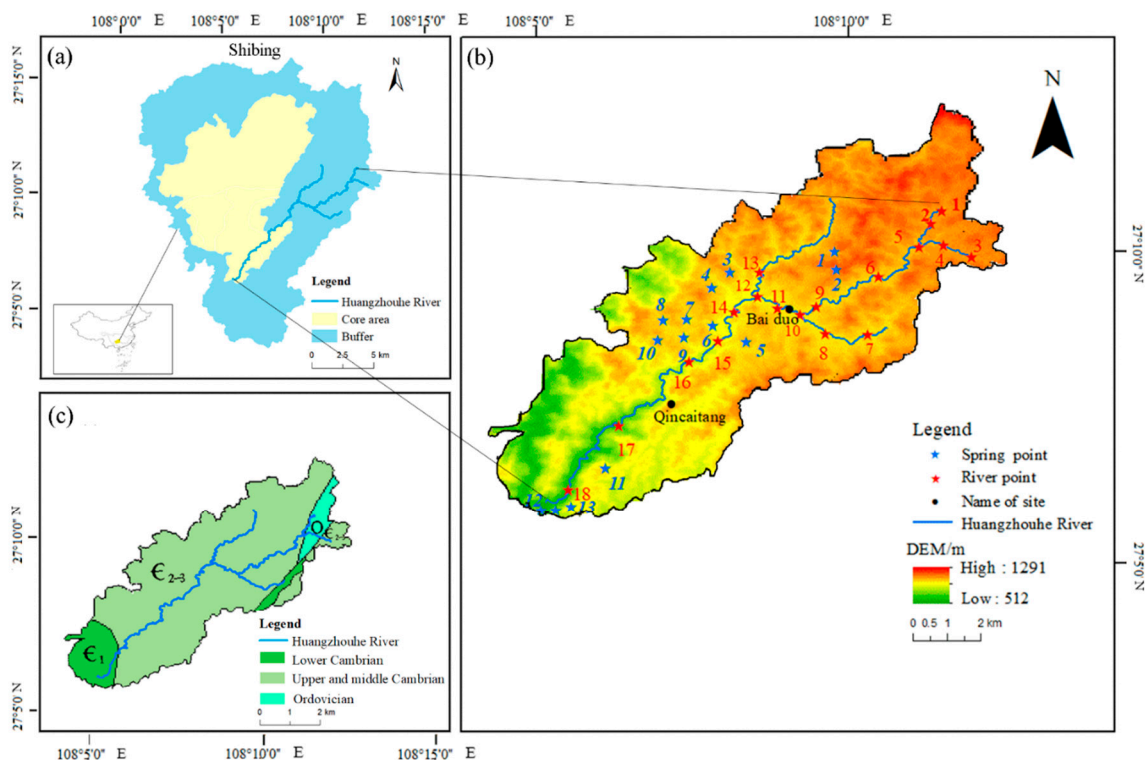 108°0′0″ E 108°5′0″ E 108°10′0″ E 108°15′0″ E
(a)
Shibing
N
27°15′0″N
27°10′0″N
27°5′0″N
Legend
Huangzhouhe River
Core area
Buffer
0 2.5 5 km
108°5′0″ E 108°10′0″ E
(b)
N
1
2
5
4
3
6
1
2
3
4
13
12
11
9
14
Bai duo
10
8
7
8
7
6
5
10
9
15
16
Qincaitang
17
11
18
12
13
27°10′0″N
27°5′0″N
Legend
Spring point
River point
Name of site
Huangzhouhe River
DEM/m
High : 1291
Low : 512
0 0.5 1 2 km
(c)
27°10′0″N
27°5′0″N
O
Є2-3
Є1
Legend
Huangzhouhe River
Lower Cambrian
Upper and middle Cambrian
Ordovician
0 1 2 km
108°5′0″ E 108°10′0″ E 108°15′0″ E